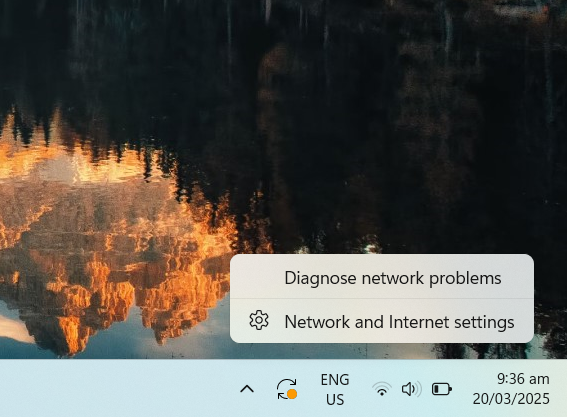 Diagnose network problems
Network and Internet settings
ENG
US
9:36 am
20/03/2025